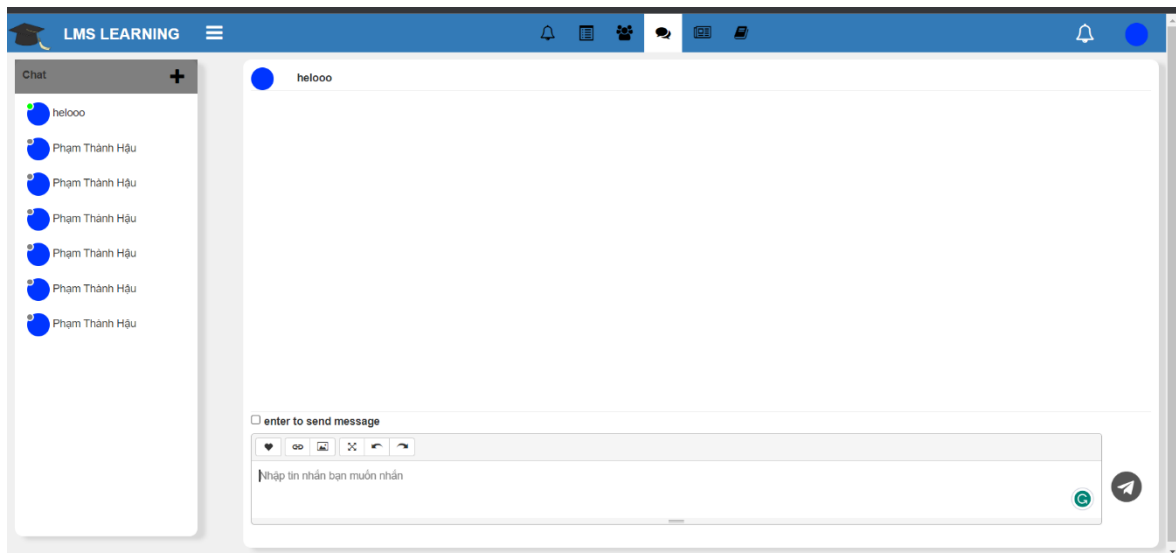 LMS LEARNING
Chat
helooo
Phạm Thành Hậu
Phạm Thành Hậu
Phạm Thành Hậu
Phạm Thành Hậu
Phạm Thành Hậu
Phạm Thành Hậu
helooo
enter to send message
Nhập tin nhắn bạn muốn nhắn